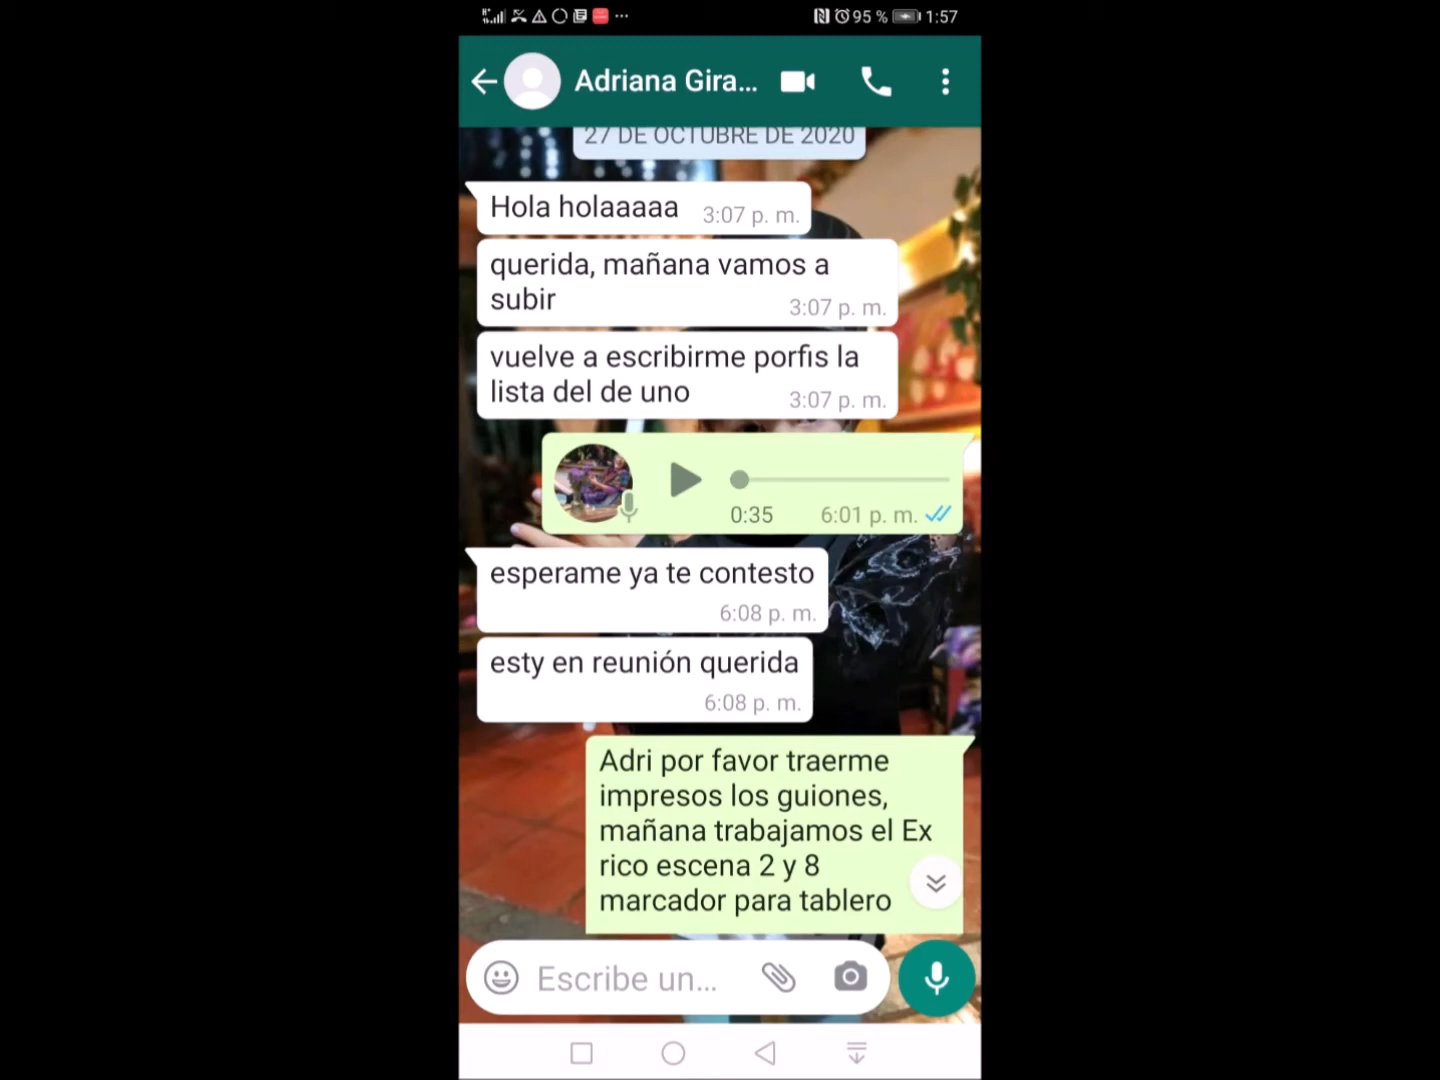 95 % 1:57
Adriana Gira...
27 DE OCTUBRE DE 2020
Hola holaaaaa 3:07 p. m.
querida, mañana vamos a
subir 3:07 p. m.
vuelve a escribirme porfis la
lista del de uno 3:07 p. m.
0:35 6:01 p. m.
esperame ya te contesto
6:08 p. m.
esty en reunión querida
6:08 p. m.
Adri por favor traerme
impresos los guiones,
mañana trabajamos el Ex
rico escena 2 y 8
marcador para tablero
Escribe un...